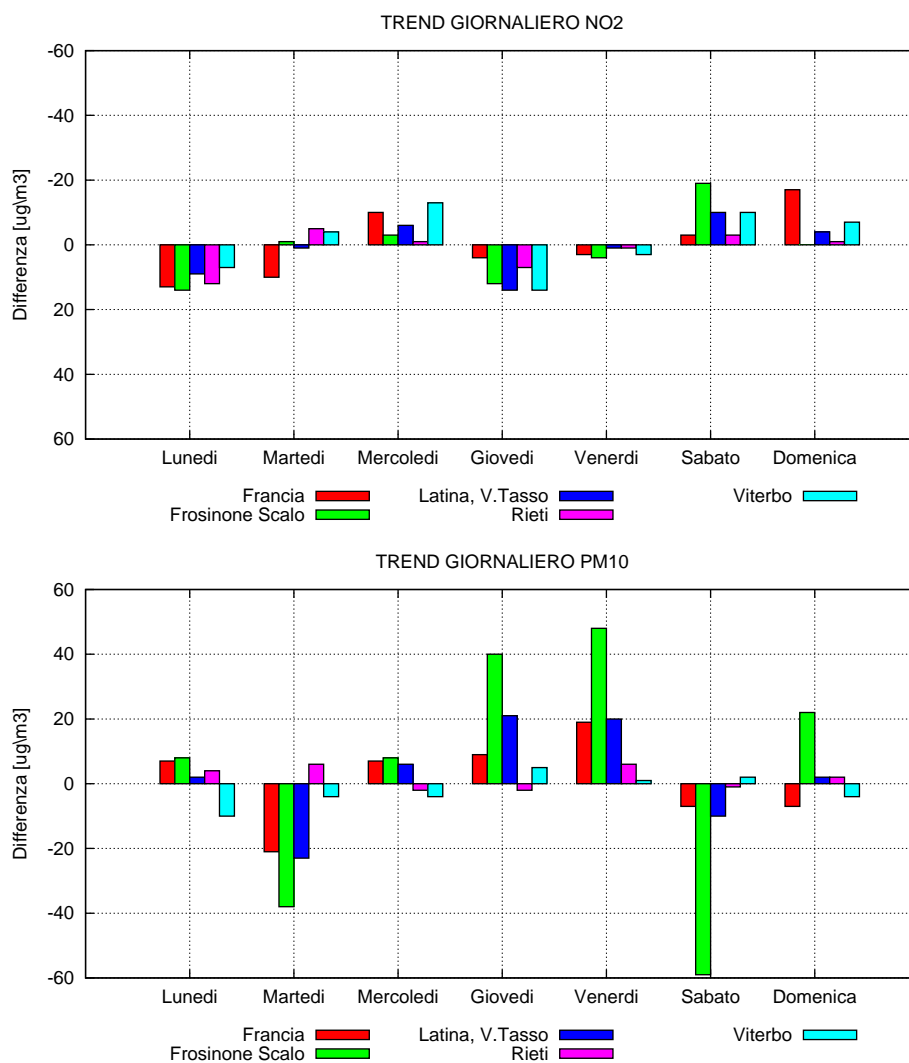 TREND GIORNALIERO NO2
-60
-40
-20
0
20
40
60
Differenza [ug\m3]
Lunedi Martedi Mercoledi Giovedi Venerdi Sabato Domenica
Francia Latina, V.Tasso Viterbo
Frosinone Scalo Rieti
TREND GIORNALIERO PM10
60
40
20
0
-20
-40
-60
Differenza [ug\m3]
Lunedi Martedi Mercoledi Giovedi Venerdi Sabato Domenica
Francia Latina, V.Tasso Viterbo
Frosinone Scalo Rieti